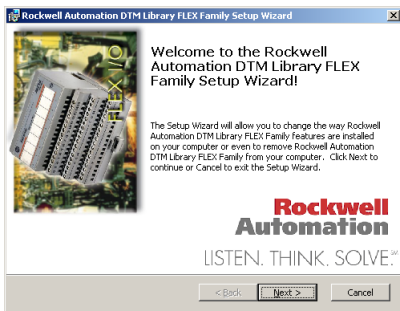 Rockwell Automation DTM Library FLEX Family Setup Wizard
FLEX I/O
Welcome to the Rockwell
Automation DTM Library FLEX
Family Setup Wizard!
The Setup Wizard will allow you to change the way Rockwell
Automation DTM Library FLEX Family features are installed
on your computer or even to remove Rockwell Automation
DTM Library FLEX Family from your computer. Click Next to
continue or Cancel to exit the Setup Wizard.
Rockwell
Automation
LISTEN. THINK. SOLVE.℠
< Back
Next >
Cancel